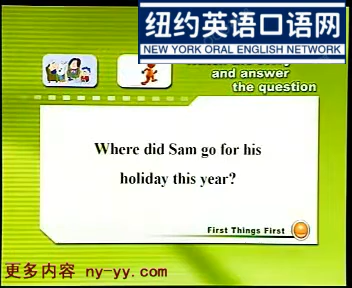 纽约英语口语网
NEW YORK ORAL ENGLISH NETWORK
and answer
the question
Where did Sam go for his
holiday this year?
First Things First
更多内容 ny-yy.com